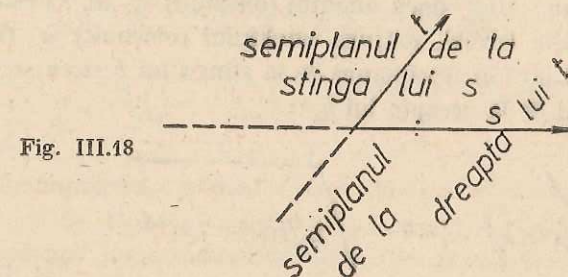 semiplanul de la
stinga lui s
t
s
Fig. III.18
semiplanul
de la dreapta lui t